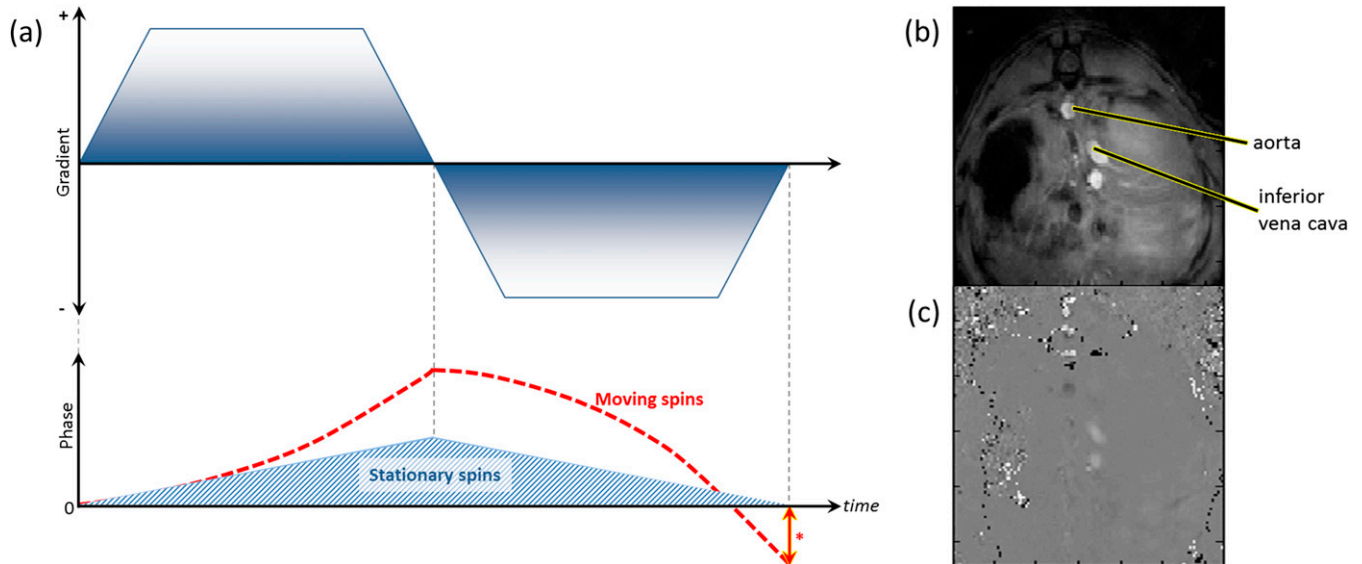 (a)
+
Gradient
-
Phase
0
Moving spins
Stationary spins
time
*
(b)
aorta
inferior
vena cava
(c)